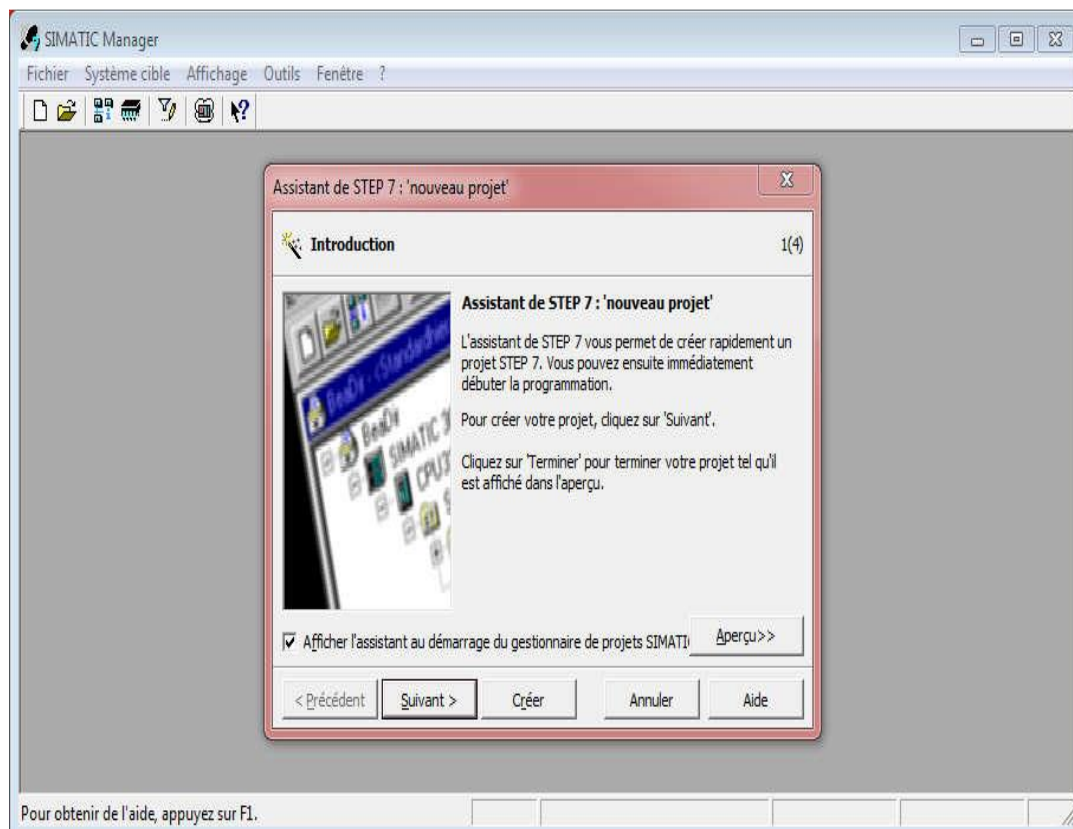 SIMATIC Manager
Fichier Système cible Affichage Outils Fenêtre ?
Assistant de STEP 7 : 'nouveau projet'
Introduction 1(4)
Assistant de STEP 7 : 'nouveau projet'
L'assistant de STEP 7 vous permet de créer rapidement un
projet STEP 7. Vous pouvez ensuite immédiatement
débuter la programmation.
Pour créer votre projet, cliquez sur 'Suivant'.
Cliquez sur 'Terminer' pour terminer votre projet tel qu'il
est affiché dans l'aperçu.
BeaDir
SIMATIC 3
CPU3
Afficher l'assistant au démarrage du gestionnaire de projets SIMATI
Aperçu>>
< Précédent Suivant > Créer Annuler Aide
Pour obtenir de l'aide, appuyez sur F1.